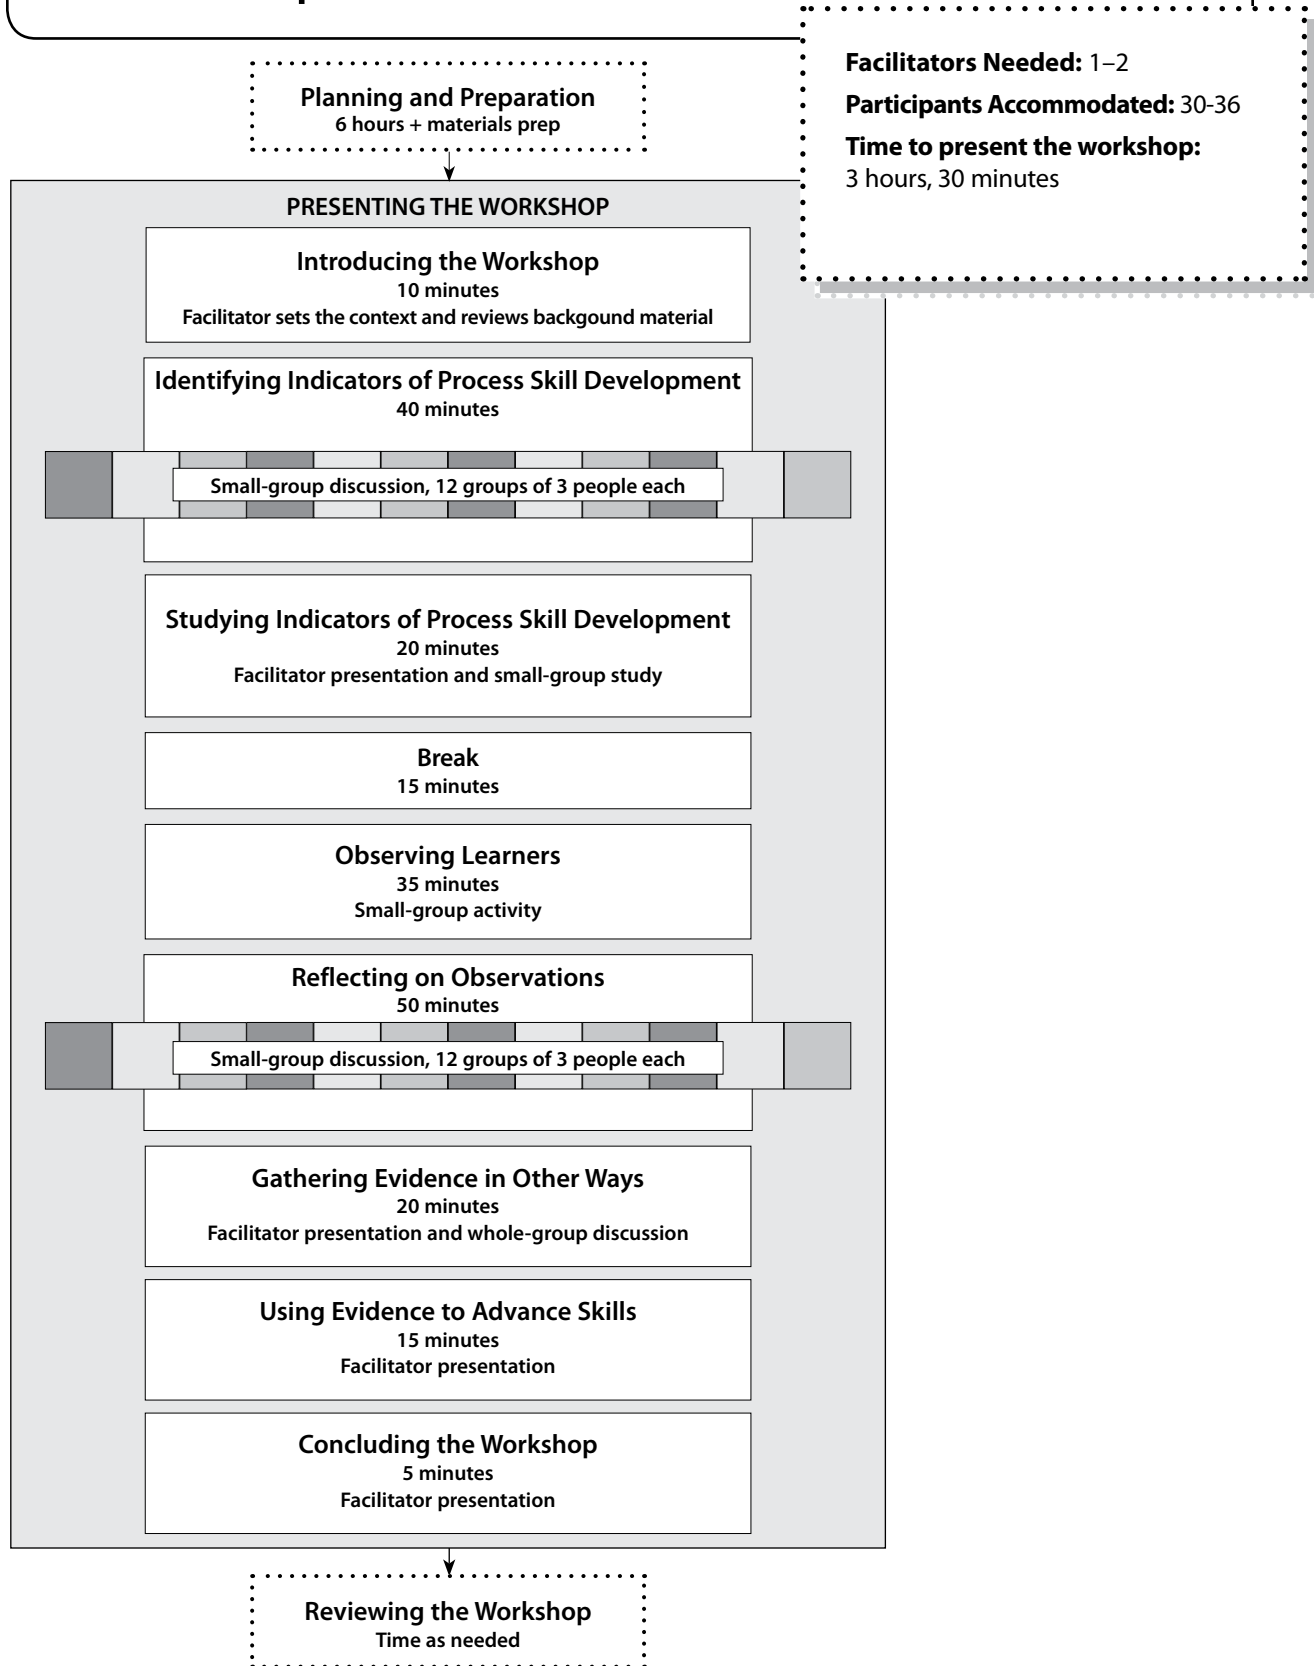 Facilitators Needed: 1–2
Participants Accommodated: 30-36
Time to present the workshop:
3 hours, 30 minutes
Planning and Preparation
6 hours + materials prep
PRESENTING THE WORKSHOP
Introducing the Workshop
10 minutes
Facilitator sets the context and reviews backgound material
Identifying Indicators of Process Skill Development
40 minutes
Small-group discussion, 12 groups of 3 people each
Studying Indicators of Process Skill Development
20 minutes
Facilitator presentation and small-group study
Break
15 minutes
Observing Learners
35 minutes
Small-group activity
Reflecting on Observations
50 minutes
Small-group discussion, 12 groups of 3 people each
Gathering Evidence in Other Ways
20 minutes
Facilitator presentation and whole-group discussion
Using Evidence to Advance Skills
15 minutes
Facilitator presentation
Concluding the Workshop
5 minutes
Facilitator presentation
Reviewing the Workshop
Time as needed